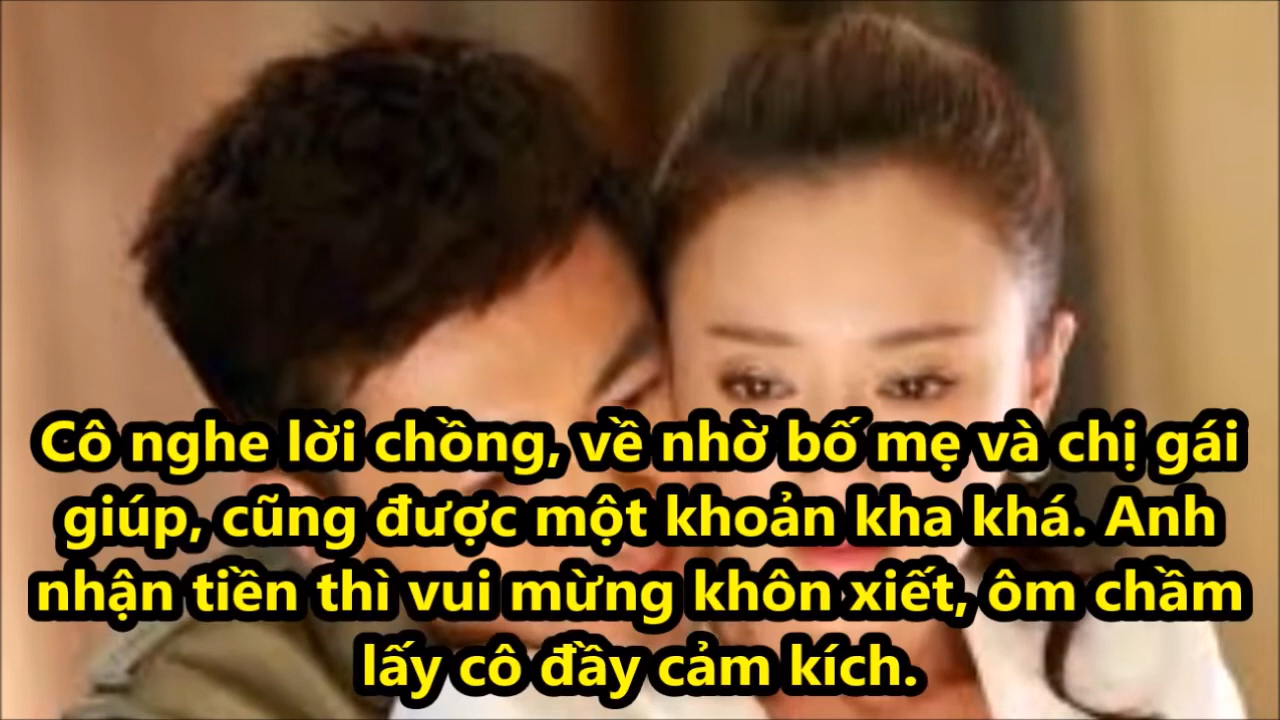 Cô nghe lời chồng, về nhờ bố mẹ và chị gái
giúp, cũng được một khoản kha khá. Anh
nhận tiền thì vui mừng khôn xiết, ôm chầm
lấy cô đầy cảm kích.